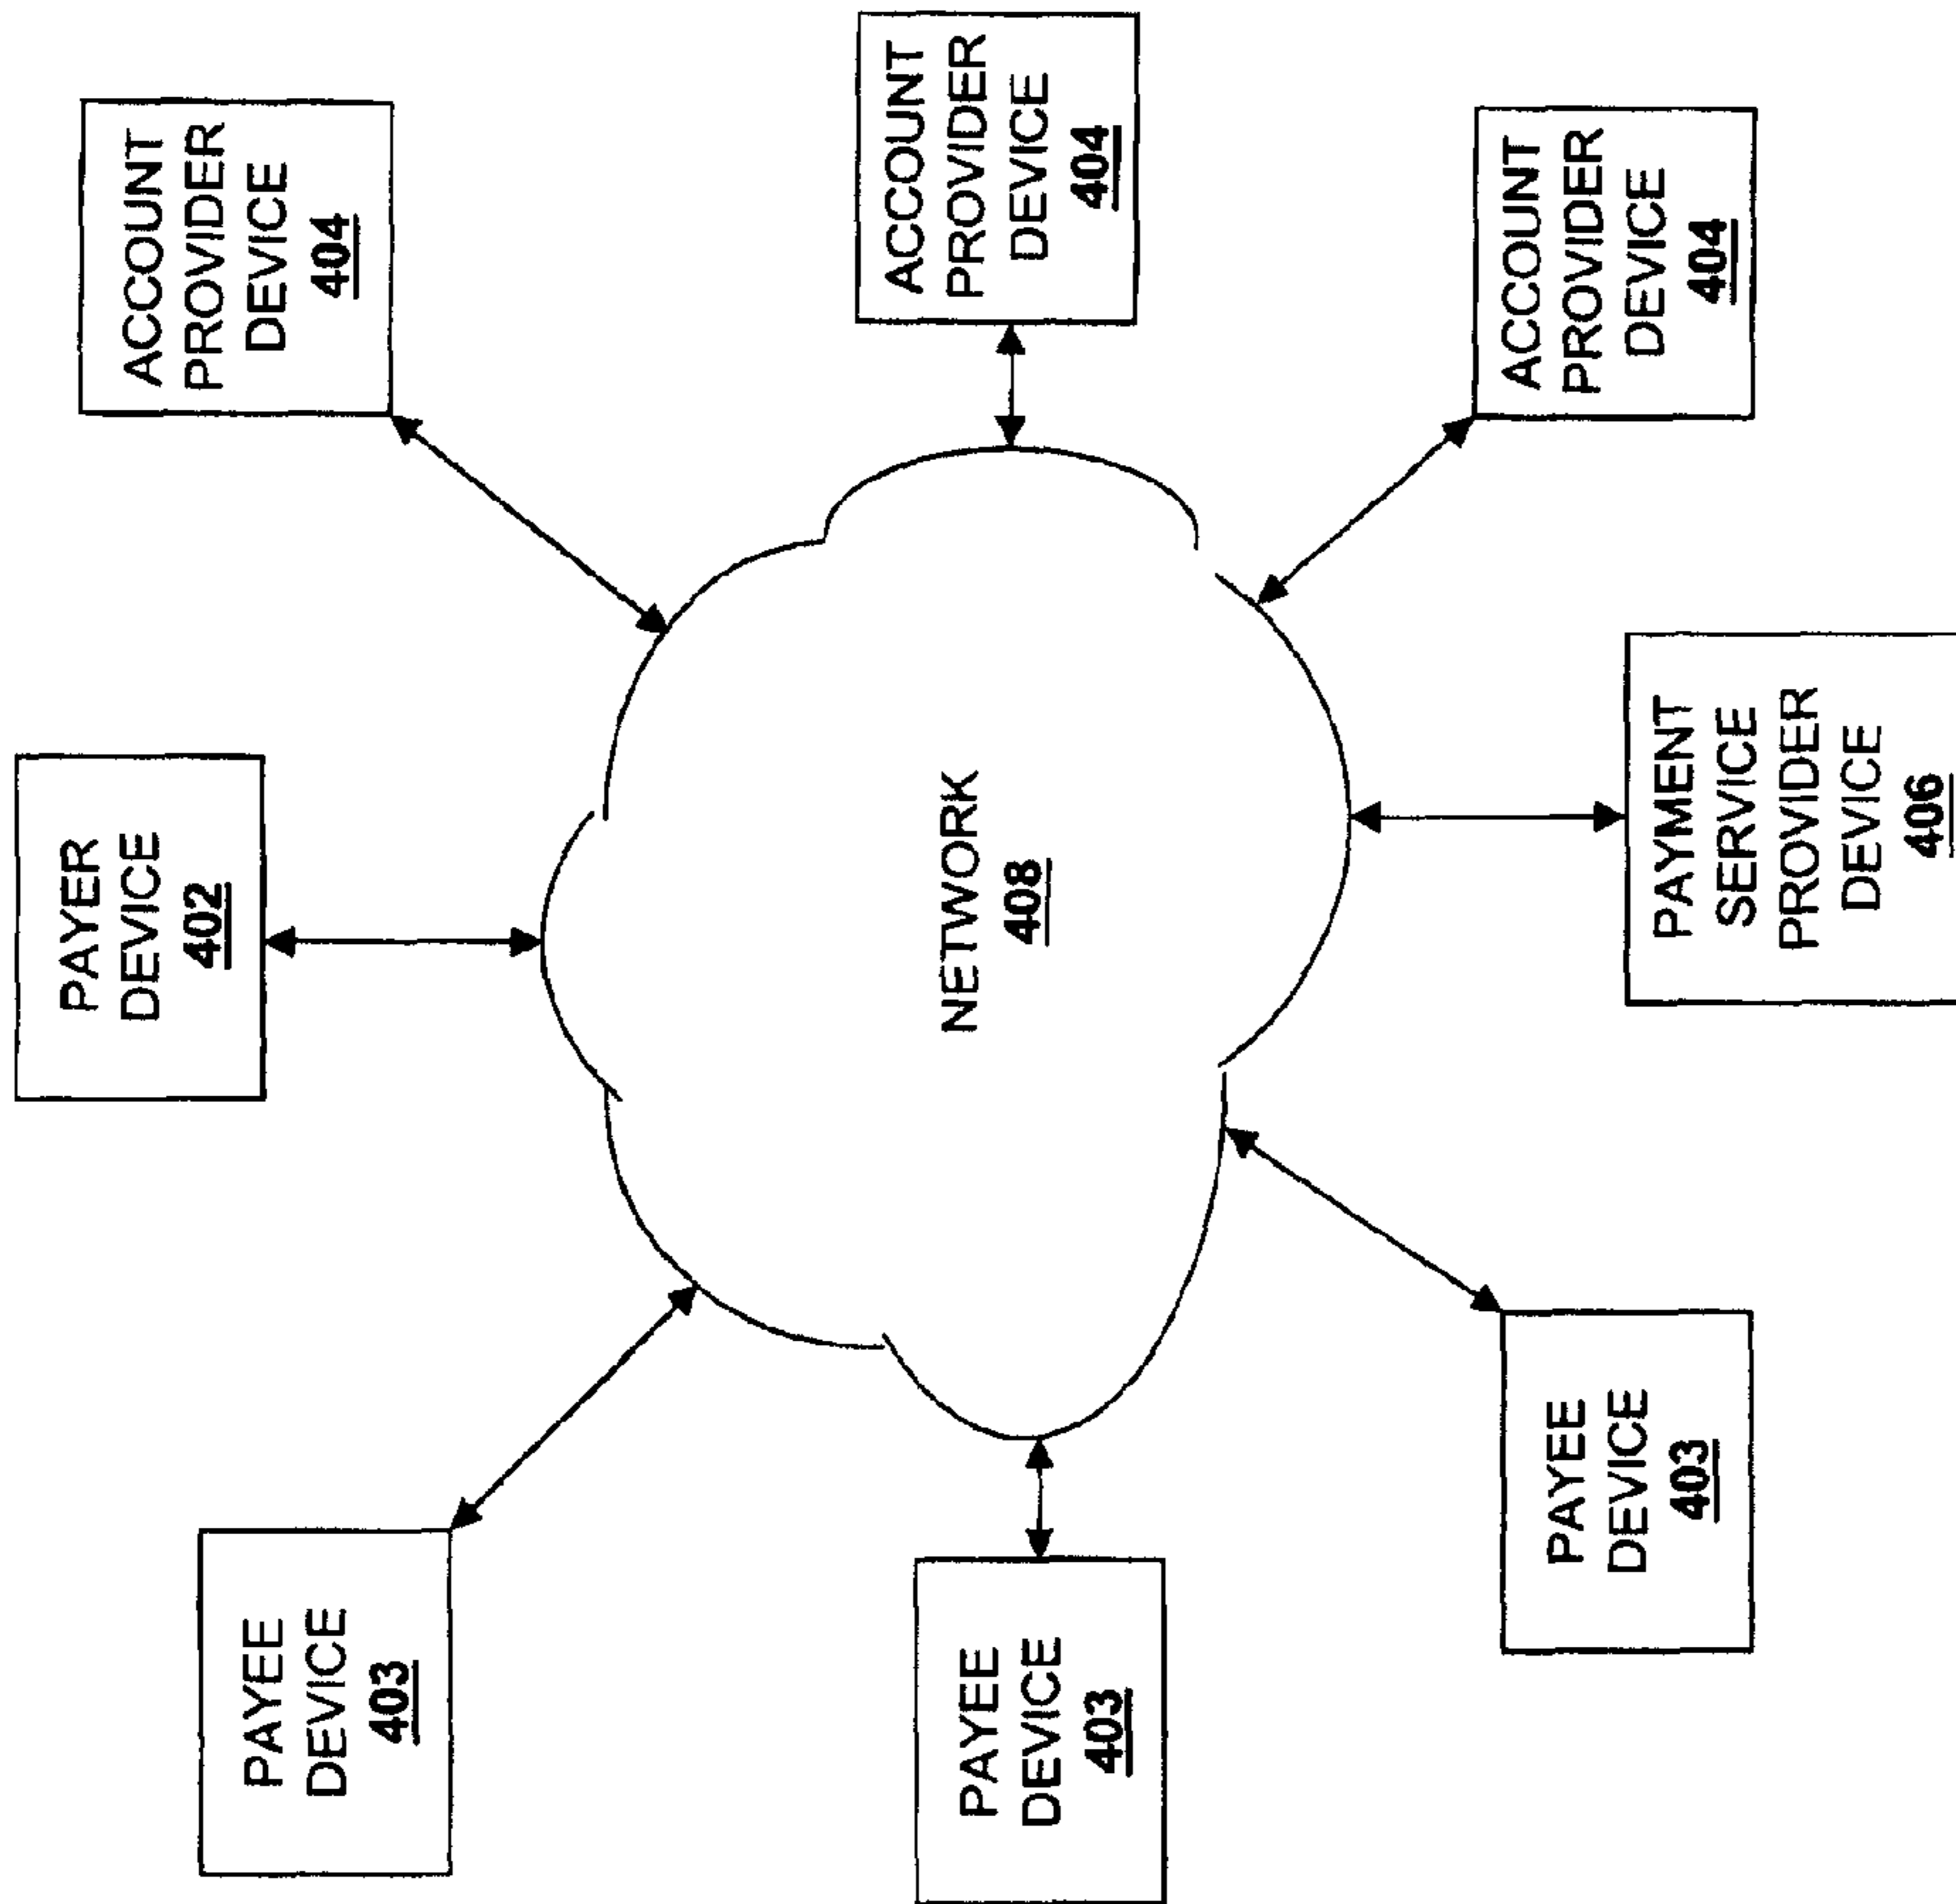 PAYEE
DEVICE
403
PAYER
DEVICE
402
ACCOUNT
PROVIDER
DEVICE
404
PAYEE
DEVICE
403
NETWORK
408
ACCOUNT
PROVIDER
DEVICE
404
PAYEE
DEVICE
403
PAYMENT
SERVICE
PROVIDER
DEVICE
406
ACCOUNT
PROVIDER
DEVICE
404